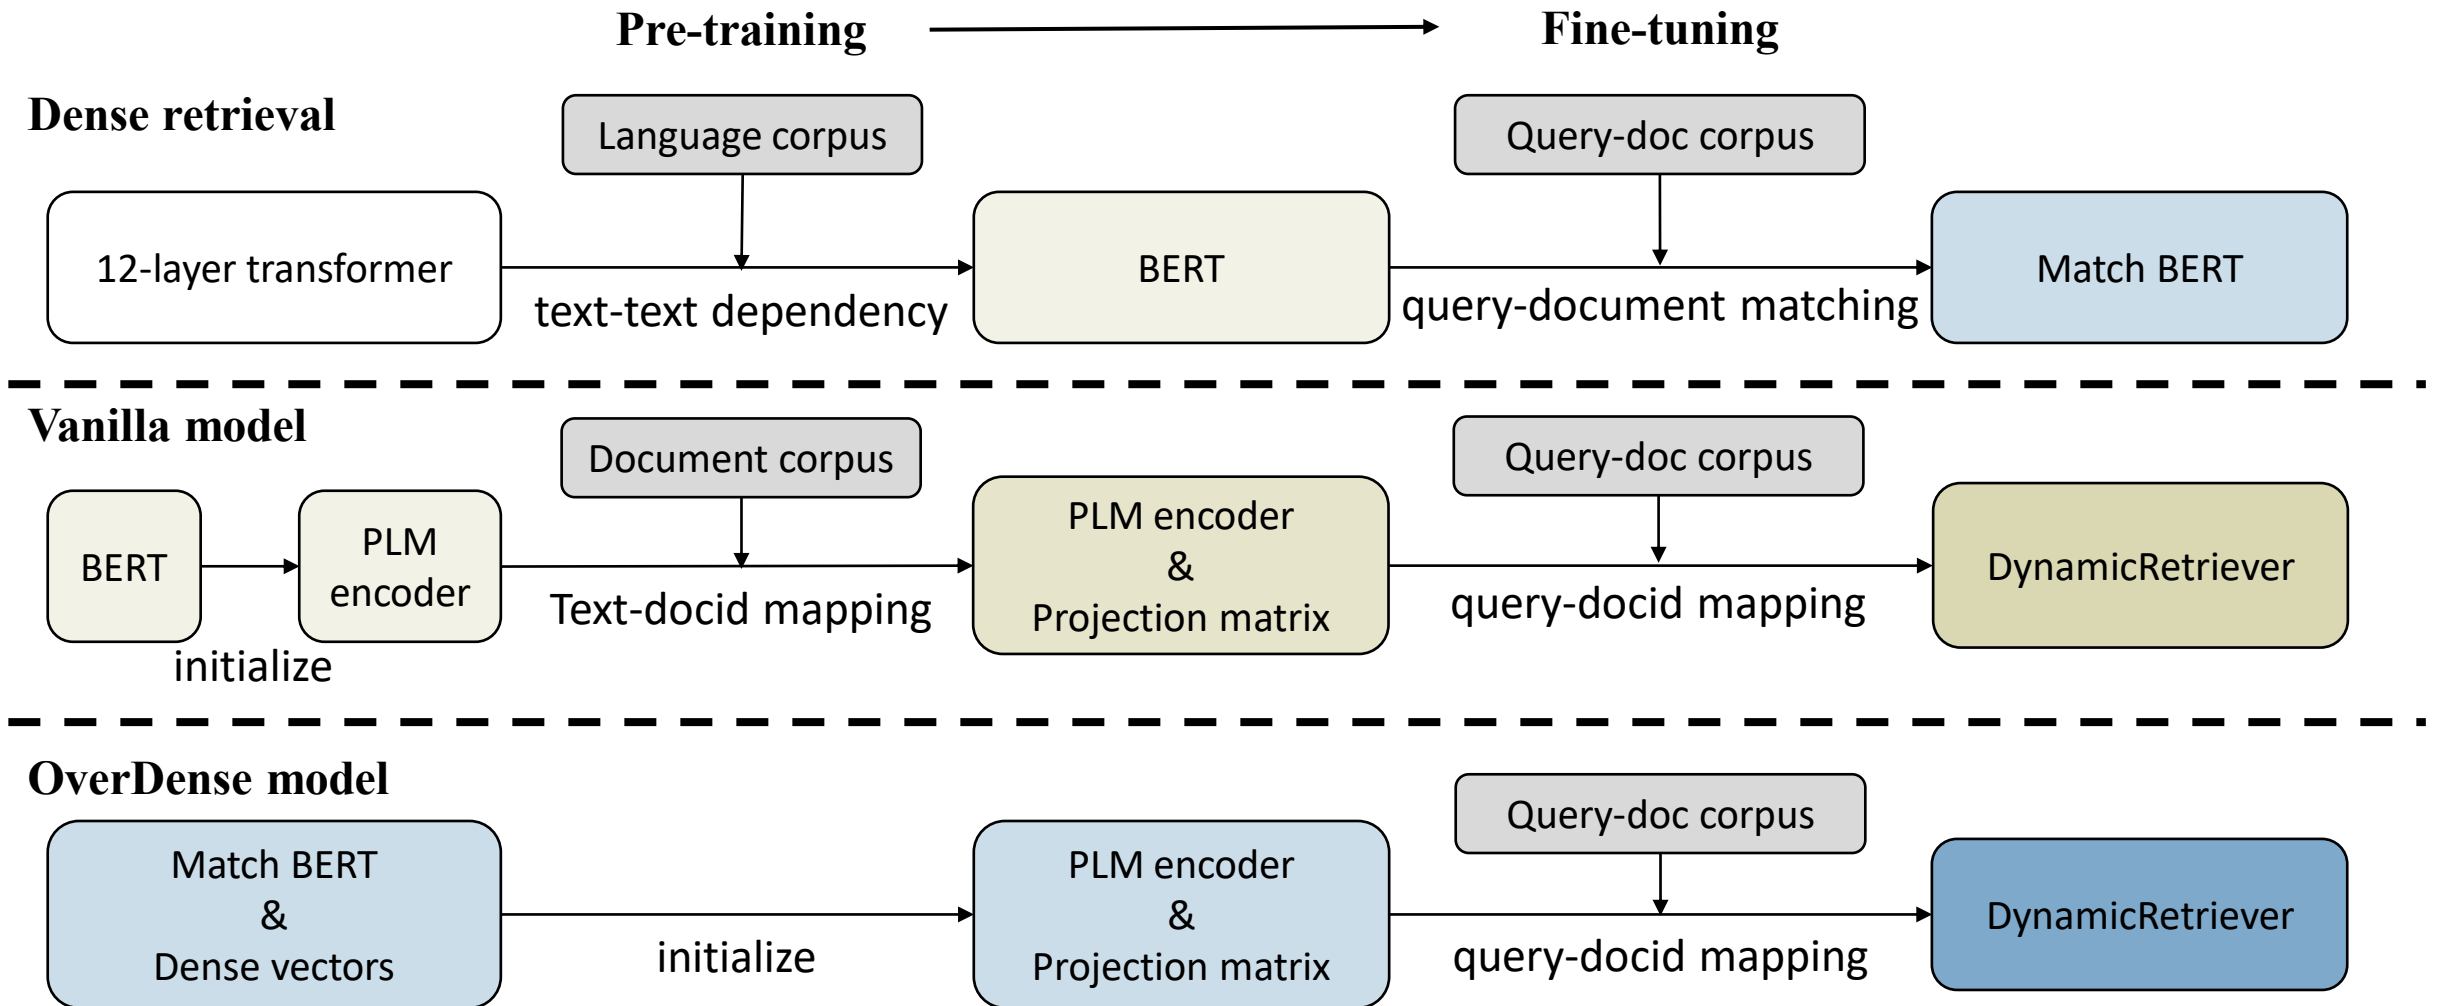 Pre-training
Fine-tuning
Dense retrieval
Language corpus
Query-doc corpus
12-layer transformer
text-text dependency
BERT
query-document matching
Match BERT
Vanilla model
Document corpus
Query-doc corpus
BERT
initialize
PLM
encoder
Text-docid mapping
PLM encoder
&
Projection matrix
query-docid mapping
DynamicRetriever
OverDense model
Query-doc corpus
Match BERT
&
Dense vectors
initialize
PLM encoder
&
Projection matrix
query-docid mapping
DynamicRetriever